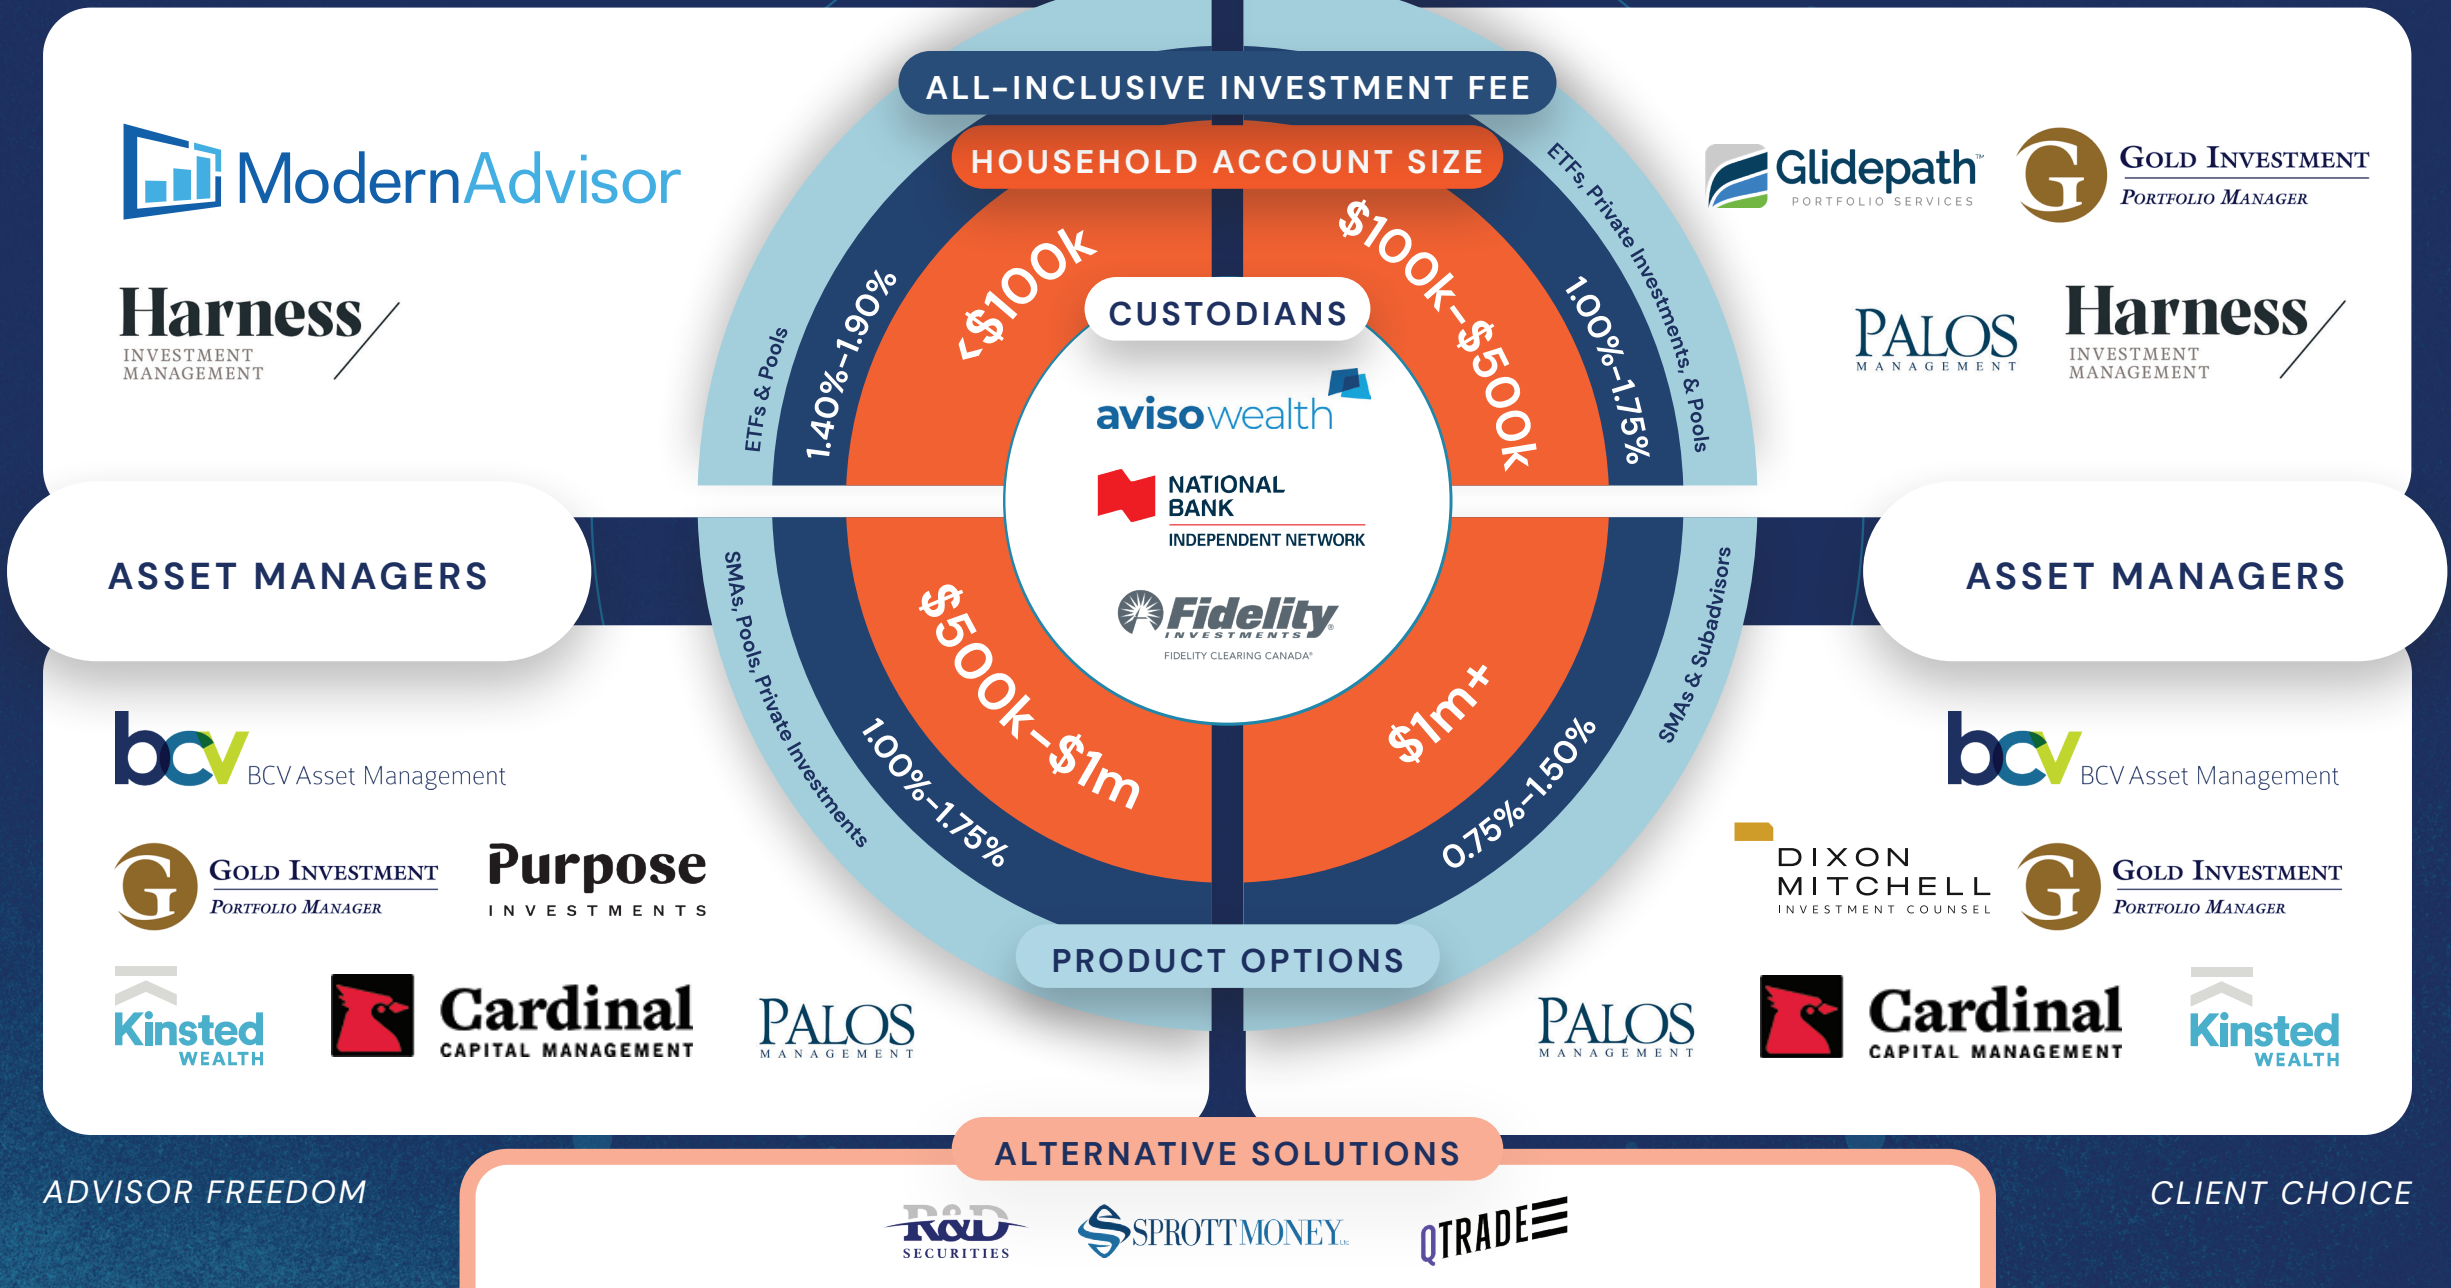 ALL-INCLUSIVE INVESTMENT FEE
HOUSEHOLD ACCOUNT SIZE
ModernAdvisor
Harness
INVESTMENT
MANAGEMENT
ETFs & Pools
1.40%-1.90%
<$100k
$100k-$500k
1.00%-1.75%
ETFs, Private Investments, & Pools
Glidepath™
PORTFOLIO SERVICES
GOLD INVESTMENT
PORTFOLIO MANAGER
PALOS
MANAGEMENT
Harness
INVESTMENT
MANAGEMENT
CUSTODIANS
avisowealth
NATIONAL
BANK
INDEPENDENT NETWORK
Fidelity®
INVESTMENTS
FIDELITY CLEARING CANADA®
ASSET MANAGERS
ASSET MANAGERS
SMAs, Pools, Private Investments
1.00%-1.75%
$500k-$1m
$1m+
0.75%-1.50%
SMAs & Subadvisors
bcv BCV Asset Management
GOLD INVESTMENT
PORTFOLIO MANAGER
Purpose
INVESTMENTS
Kinsted
WEALTH
Cardinal
CAPITAL MANAGEMENT
PALOS
MANAGEMENT
bcv BCV Asset Management
DIXON
MITCHELL
INVESTMENT COUNSEL
G GOLD INVESTMENT
PORTFOLIO MANAGER
PALOS
MANAGEMENT
Cardinal
CAPITAL MANAGEMENT
Kinsted
WEALTH
PRODUCT OPTIONS
ALTERNATIVE SOLUTIONS
ADVISOR FREEDOM
CLIENT CHOICE
R&D
SECURITIES
SPROTT MONEY
QTRADE